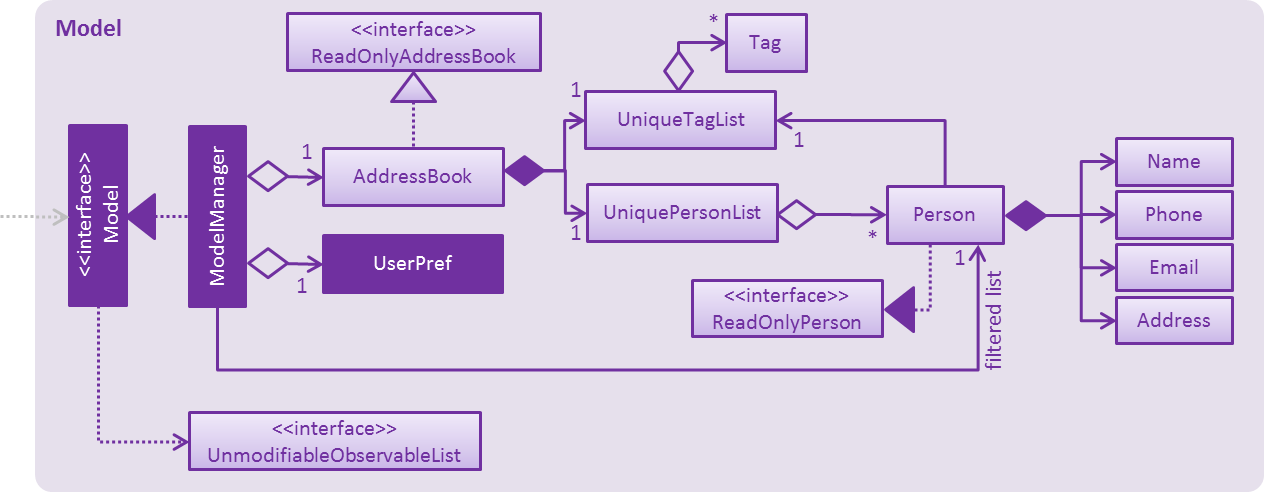 Model
<<interface>>
ReadOnlyAddressBook
*
Tag
1
UniqueTagList
1
<<interface>>
Model
ModelManager
1
AddressBook
1
UniquePersonList
*
Person
1
Name
Phone
Email
Address
1
UserPref
<<interface>>
ReadOnlyPerson
filtered list
<<interface>>
UnmodifiableObservableList